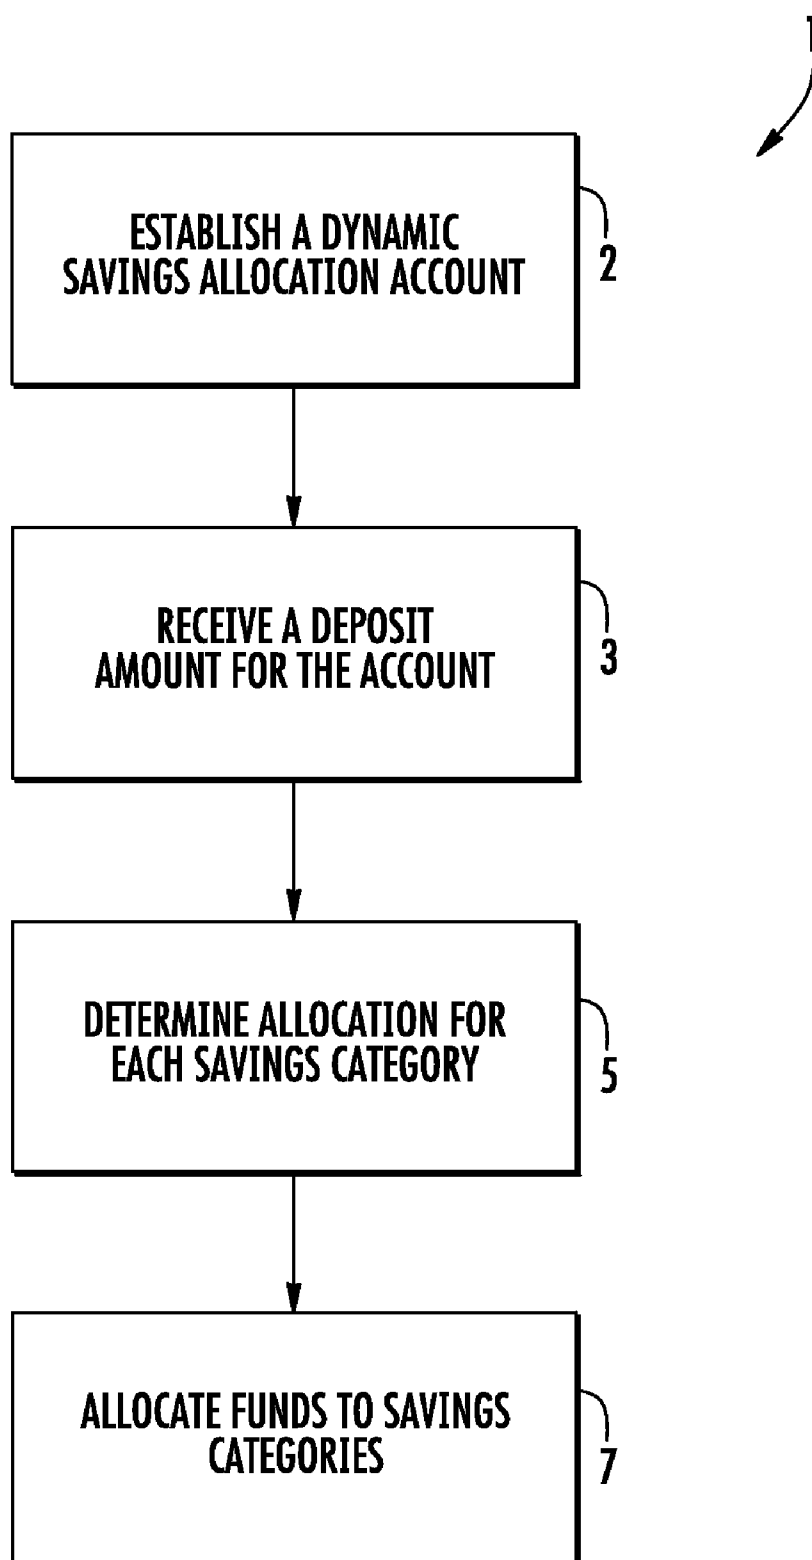 1
ESTABLISH A DYNAMIC
SAVINGS ALLOCATION ACCOUNT
2
RECEIVE A DEPOSIT
AMOUNT FOR THE ACCOUNT
3
DETERMINE ALLOCATION FOR
EACH SAVINGS CATEGORY
5
ALLOCATE FUNDS TO SAVINGS
CATEGORIES
7